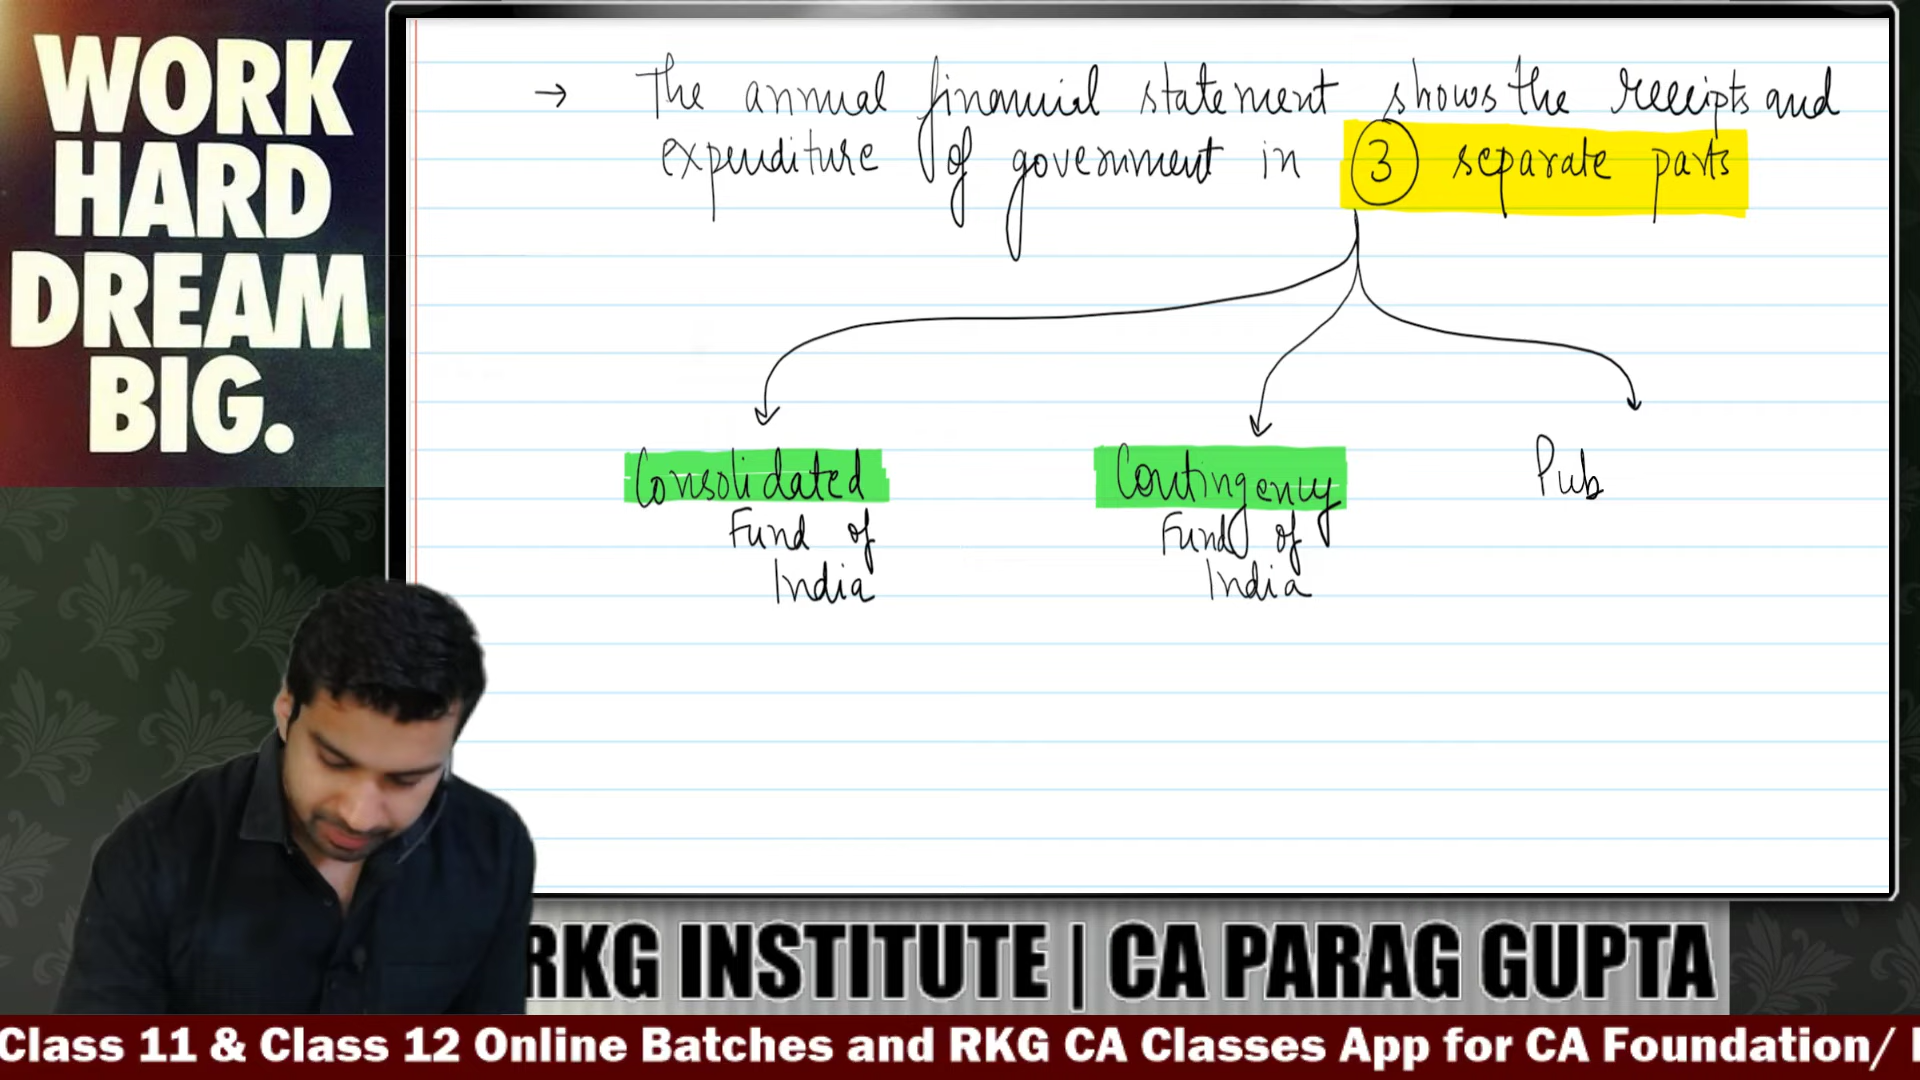 WORK
HARD
DREAM
BIG.
→ The annual financial statement shows the receipts and
expenditure of government in 3 separate parts
Consolidated
Fund of
India
Contingency
Fund of
India
Pub
RKG INSTITUTE | CA PARAG GUPTA
Class 11 & Class 12 Online Batches and RKG CA Classes App for CA Foundation/